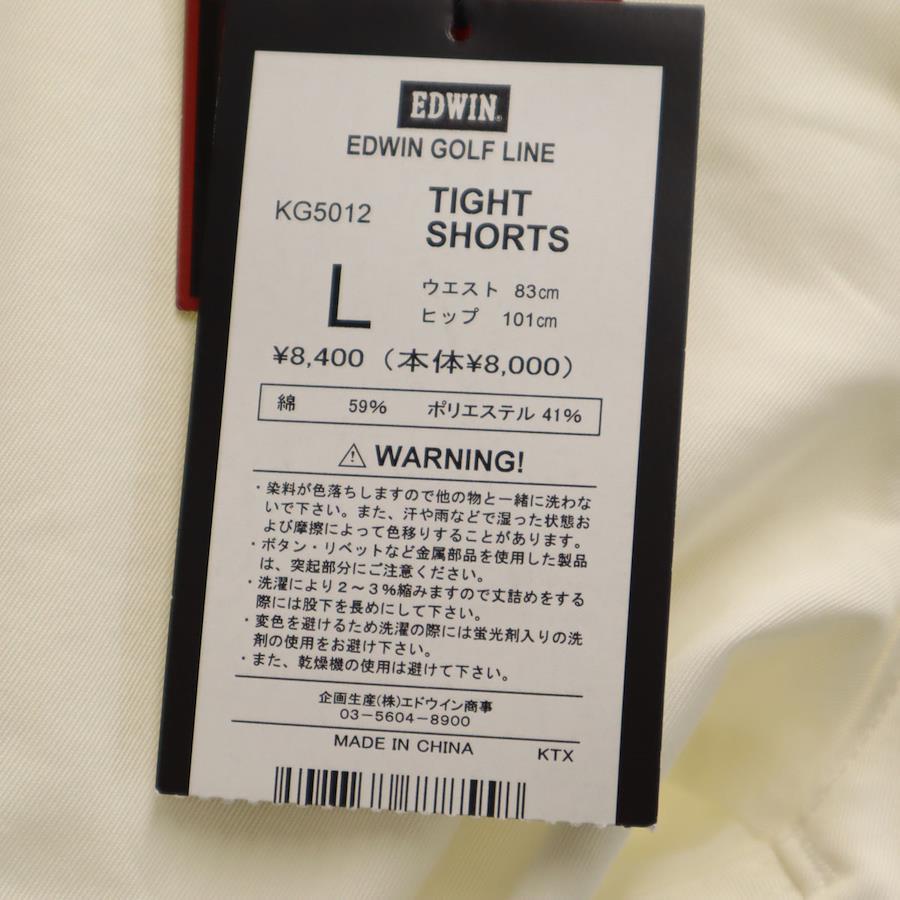 EDWIN®
EDWIN GOLF LINE
KG5012
TIGHT
SHORTS
L
ウエスト 83cm
ヒップ 101cm
¥8,400（本体¥8,000）
綿 59% ポリエステル 41%
⚠ WARNING!
・染料が色落ちしますので他の物と一緒に洗わな
いで下さい。また、汗や雨などで湿った状態お
よび摩擦によって色移りすることがあります。
・ボタン・リベットなど金属部品を使用した製品
は、突起部分にご注意ください。
・洗濯により2〜3%縮みますので丈詰めをする
際には股下を長めにして下さい。
・変色を避けるため洗濯の際には蛍光剤入りの洗
剤の使用をお避け下さい。
・また、乾燥機の使用は避けて下さい。
企画生産(株)エドウイン商事
03-5604-8900
MADE IN CHINA
KTX